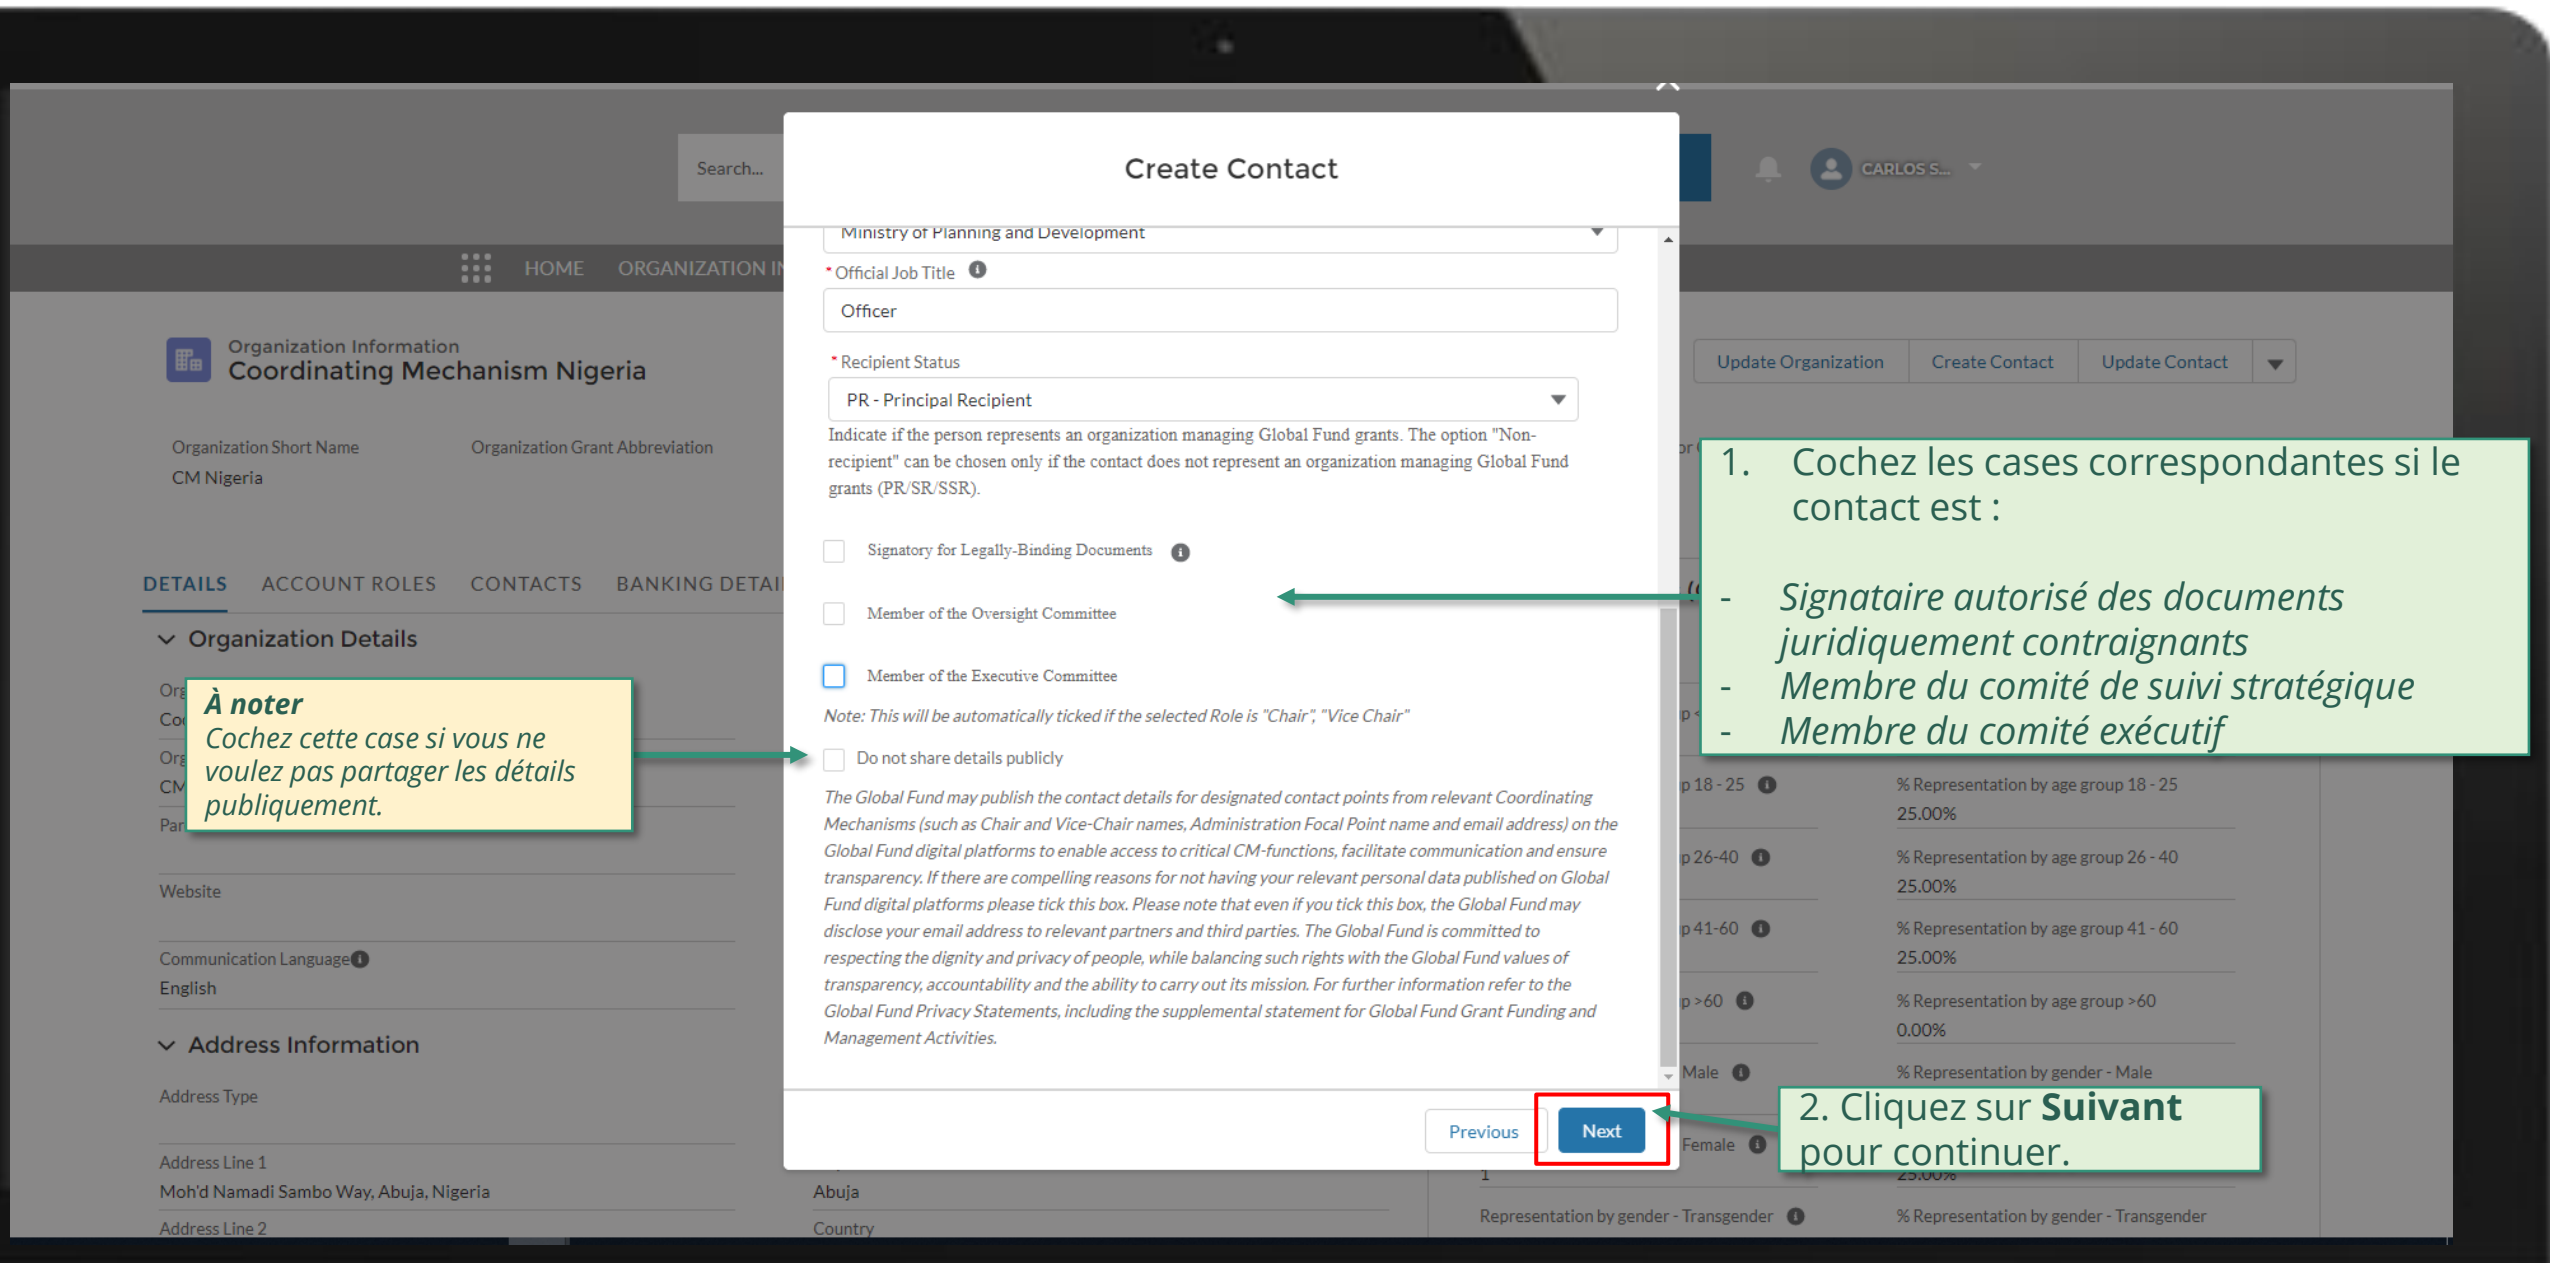 Search...
CARLOS S...
HOME
ORGANIZATION IN
Organization Information
Coordinating Mechanism Nigeria
Update Organization
Create Contact
Update Contact
Organization Short Name
Organization Grant Abbreviation
CM Nigeria
DETAILS
ACCOUNT ROLES
CONTACTS
BANKING DETAI
Organization Details
Website
Communication Language
English
Address Information
Address Type
Address Line 1
Moh'd Namadi Sambo Way, Abuja, Nigeria
Address Line 2
À noter
Cochez cette case si vous ne
voulez pas partager les détails
publiquement.
Create Contact
Ministry of Planning and Development
* Official Job Title
Officer
* Recipient Status
PR - Principal Recipient
Indicate if the person represents an organization managing Global Fund grants. The option "Non-
recipient" can be chosen only if the contact does not represent an organization managing Global Fund
grants (PR/SR/SSR).
Signatory for Legally-Binding Documents
Member of the Oversight Committee
Member of the Executive Committee
Note: This will be automatically ticked if the selected Role is "Chair", "Vice Chair"
Do not share details publicly
The Global Fund may publish the contact details for designated contact points from relevant Coordinating
Mechanisms (such as Chair and Vice-Chair names, Administration Focal Point name and email address) on the
Global Fund digital platforms to enable access to critical CM-functions, facilitate communication and ensure
transparency. If there are compelling reasons for not having your relevant personal data published on Global
Fund digital platforms please tick this box. Please note that even if you tick this box, the Global Fund may
disclose your email address to relevant partners and third parties. The Global Fund is committed to
respecting the dignity and privacy of people, while balancing such rights with the Global Fund values of
transparency, accountability and the ability to carry out its mission. For further information refer to the
Global Fund Privacy Statements, including the supplemental statement for Global Fund Grant Funding and
Management Activities.
Previous
Next
Abuja
Country
1. Cochez les cases correspondantes si le
contact est :
- Signataire autorisé des documents
juridiquement contraignants
- Membre du comité de suivi stratégique
- Membre du comité exécutif
p 18 - 25
% Representation by age group 18 - 25
25.00%
p 26-40
% Representation by age group 26 - 40
25.00%
p 41-60
% Representation by age group 41 - 60
25.00%
p >60
% Representation by age group >60
0.00%
Male
% Representation by gender - Male
2. Cliquez sur Suivant
pour continuer.
Female
1
25.00%
Representation by gender - Transgender
% Representation by gender - Transgender